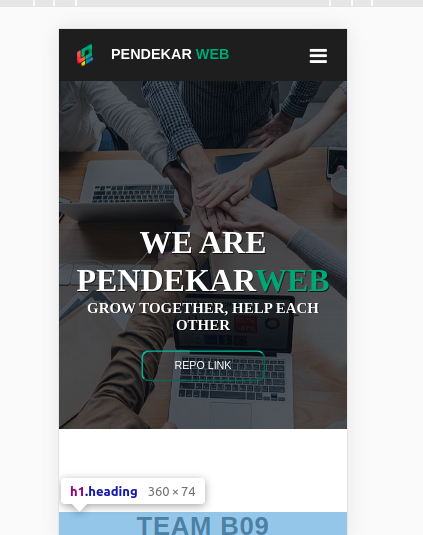 PENDEKAR WEB
WE ARE
PENDEKARWEB
GROW TOGETHER, HELP EACH
OTHER
REPO LINK
h1.heading 360 × 74
TEAM B09